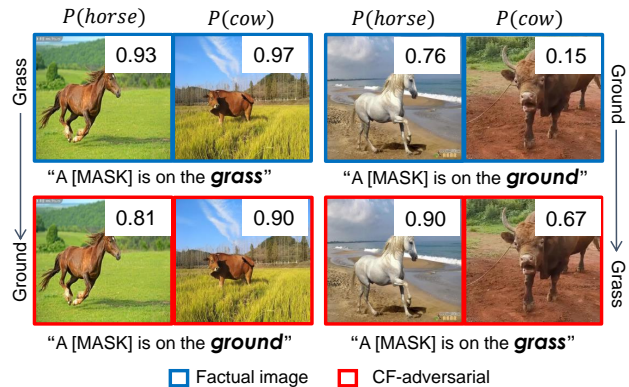 P(horse) P(cow) P(horse) P(cow)
Grass 0.93 0.97 0.76 0.15 Ground
"A [MASK] is on the grass" "A [MASK] is on the ground"
Ground 0.81 0.90 0.90 0.67 Grass
"A [MASK] is on the ground" "A [MASK] is on the grass"
Factual image CF-adversarial